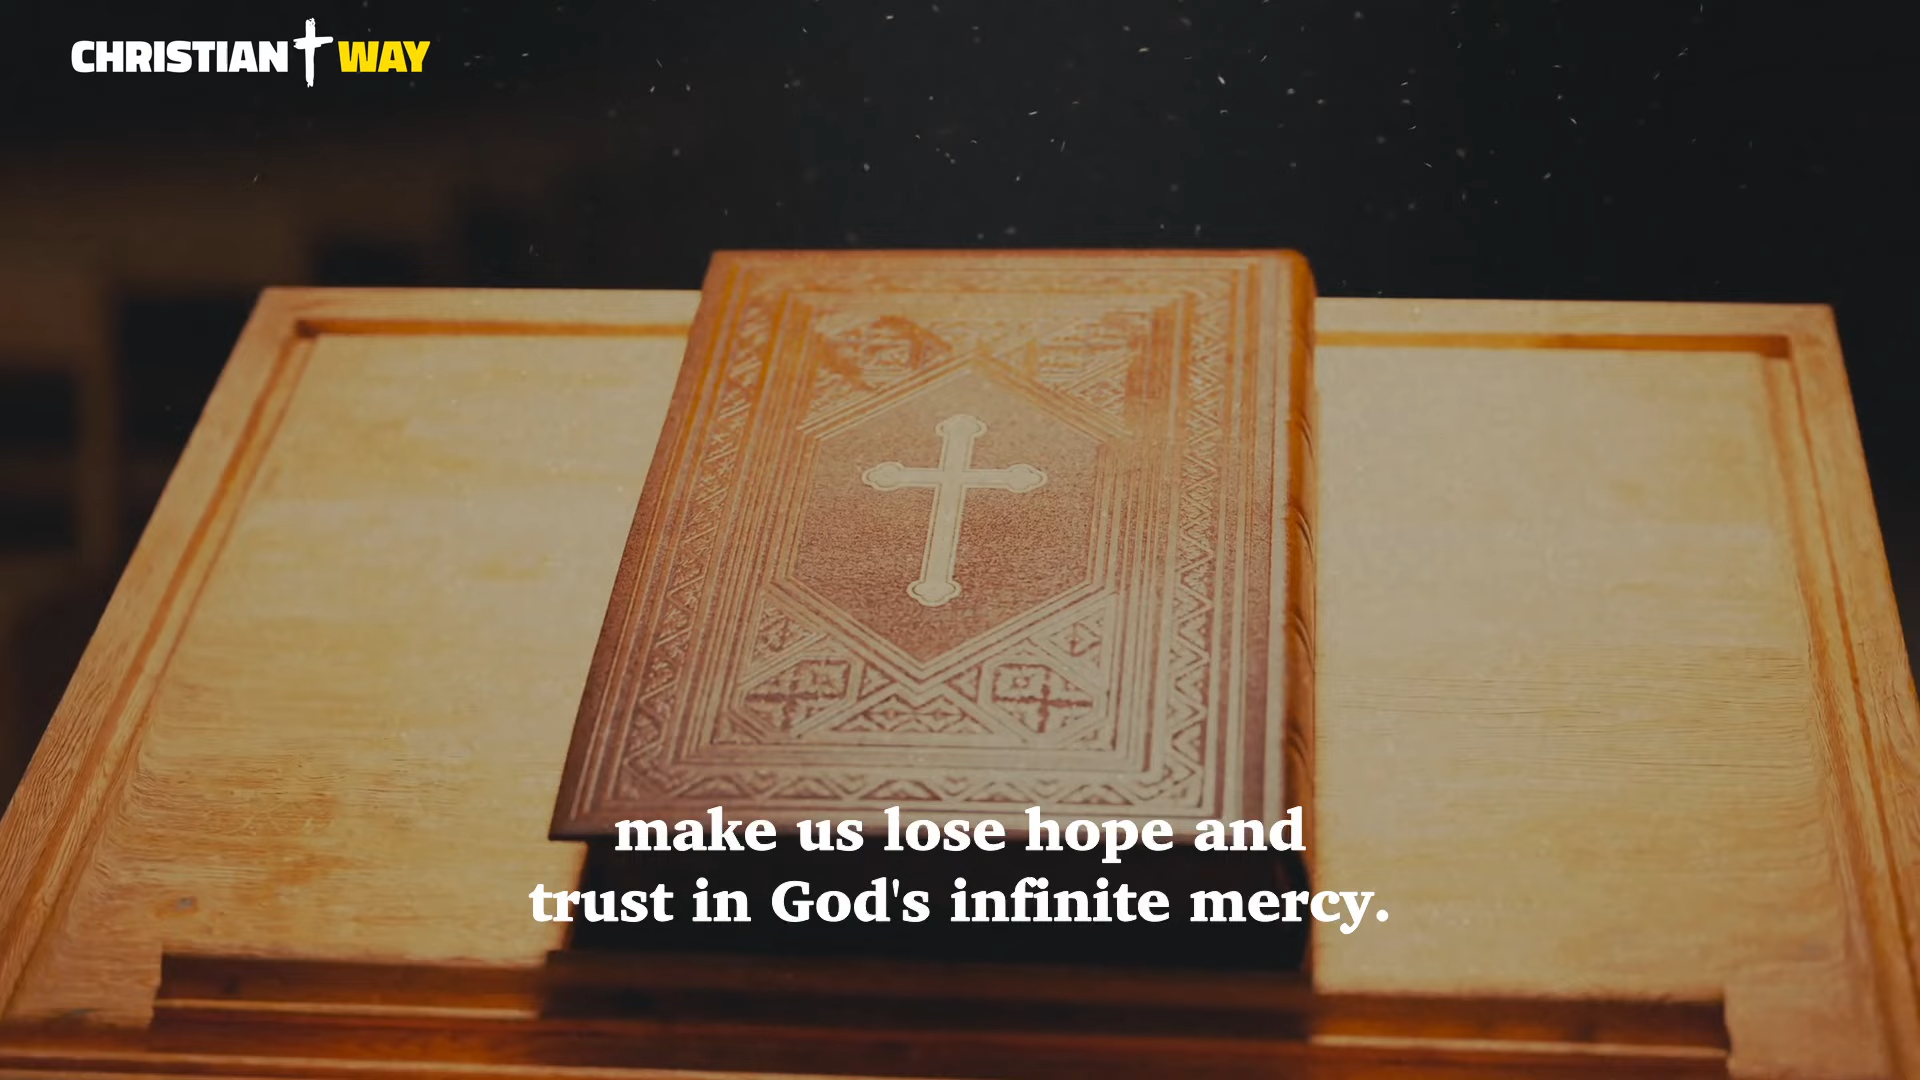 CHRISTIAN WAY
make us lose hope and
trust in God's infinite mercy.